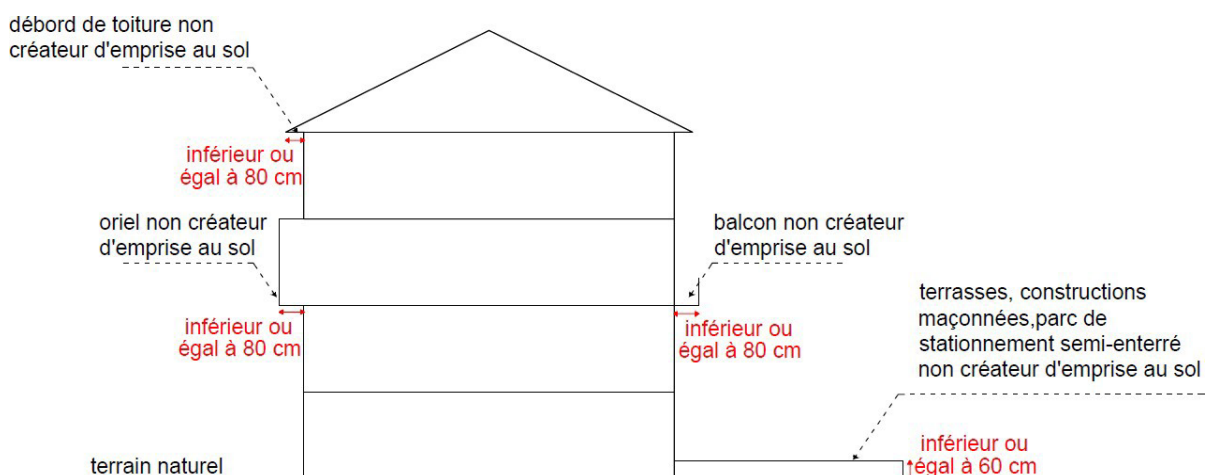 débord de toiture non
créateur d'emprise au sol
inférieur ou
égal à 80 cm
oriel non créateur
d'emprise au sol
balcon non créateur
d'emprise au sol
inférieur ou
égal à 80 cm
inférieur ou
égal à 80 cm
terrasses, constructions
maçonnées,parc de
stationnement semi-enterré
non créateur d'emprise au sol
terrain naturel
inférieur ou
égal à 60 cm